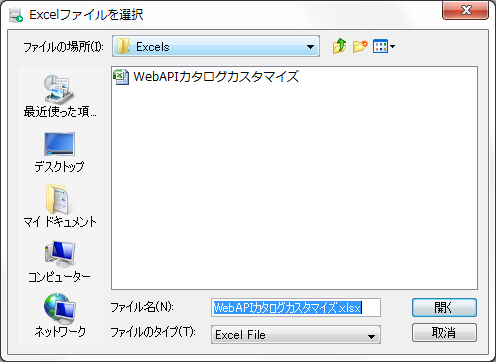 Excelファイルを選択
ファイルの場所(I):
Excels
最近使った項...
デスクトップ
マイ ドキュメント
コンピューター
ネットワーク
WebAPIカタログカスタマイズ
ファイル名(N):
WebAPIカタログカスタマイズ.xlsx
開く
ファイルのタイプ(T):
Excel File
取消